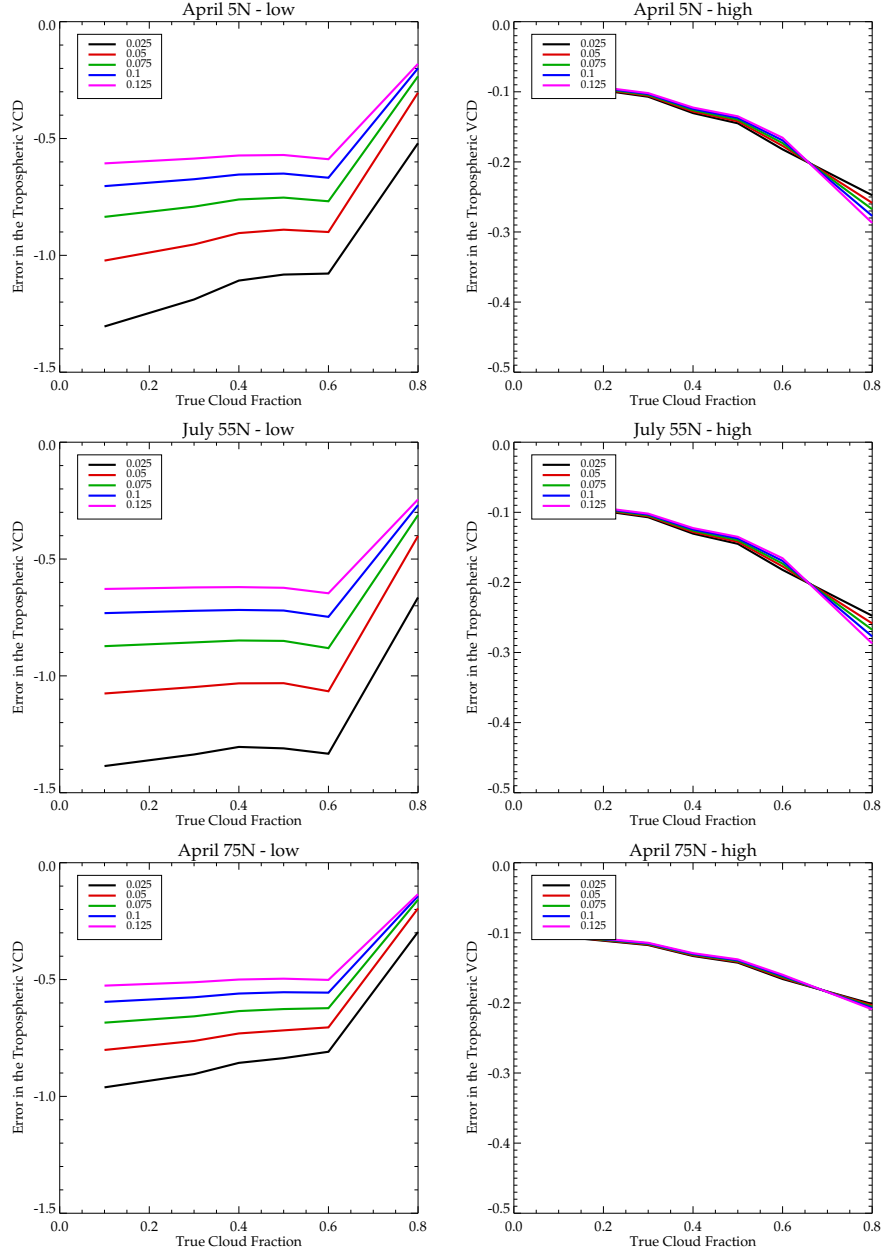 April 5N - low
Error in the Tropospheric VCD
0.0
-0.5
-1.0
-1.5
0.025
0.05
0.075
0.1
0.125
0.0 0.2 0.4 0.6 0.8
True Cloud Fraction
April 5N - high
Error in the Tropospheric VCD
0.0
-0.1
-0.2
-0.3
-0.4
-0.5
0.025
0.05
0.075
0.1
0.125
0.0 0.2 0.4 0.6 0.8
True Cloud Fraction
July 55N - low
Error in the Tropospheric VCD
0.0
-0.5
-1.0
-1.5
0.025
0.05
0.075
0.1
0.125
0.0 0.2 0.4 0.6 0.8
True Cloud Fraction
July 55N - high
Error in the Tropospheric VCD
0.0
-0.1
-0.2
-0.3
-0.4
-0.5
0.025
0.05
0.075
0.1
0.125
0.0 0.2 0.4 0.6 0.8
True Cloud Fraction
April 75N - low
Error in the Tropospheric VCD
0.0
-0.5
-1.0
-1.5
0.025
0.05
0.075
0.1
0.125
0.0 0.2 0.4 0.6 0.8
True Cloud Fraction
April 75N - high
Error in the Tropospheric VCD
0.0
-0.1
-0.2
-0.3
-0.4
-0.5
0.025
0.05
0.075
0.1
0.125
0.0 0.2 0.4 0.6 0.8
True Cloud Fraction